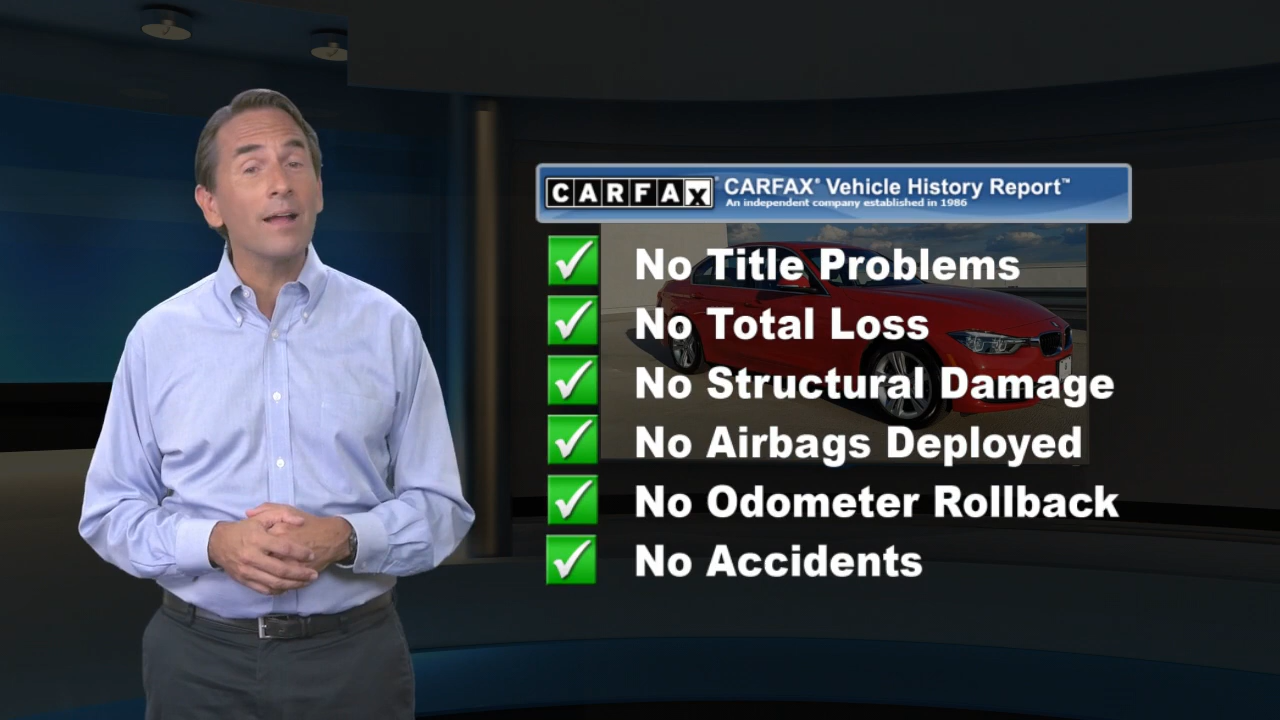 CARFAX® CARFAX® Vehicle History Report™
An independent company established in 1986
No Title Problems
No Total Loss
No Structural Damage
No Airbags Deployed
No Odometer Rollback
No Accidents